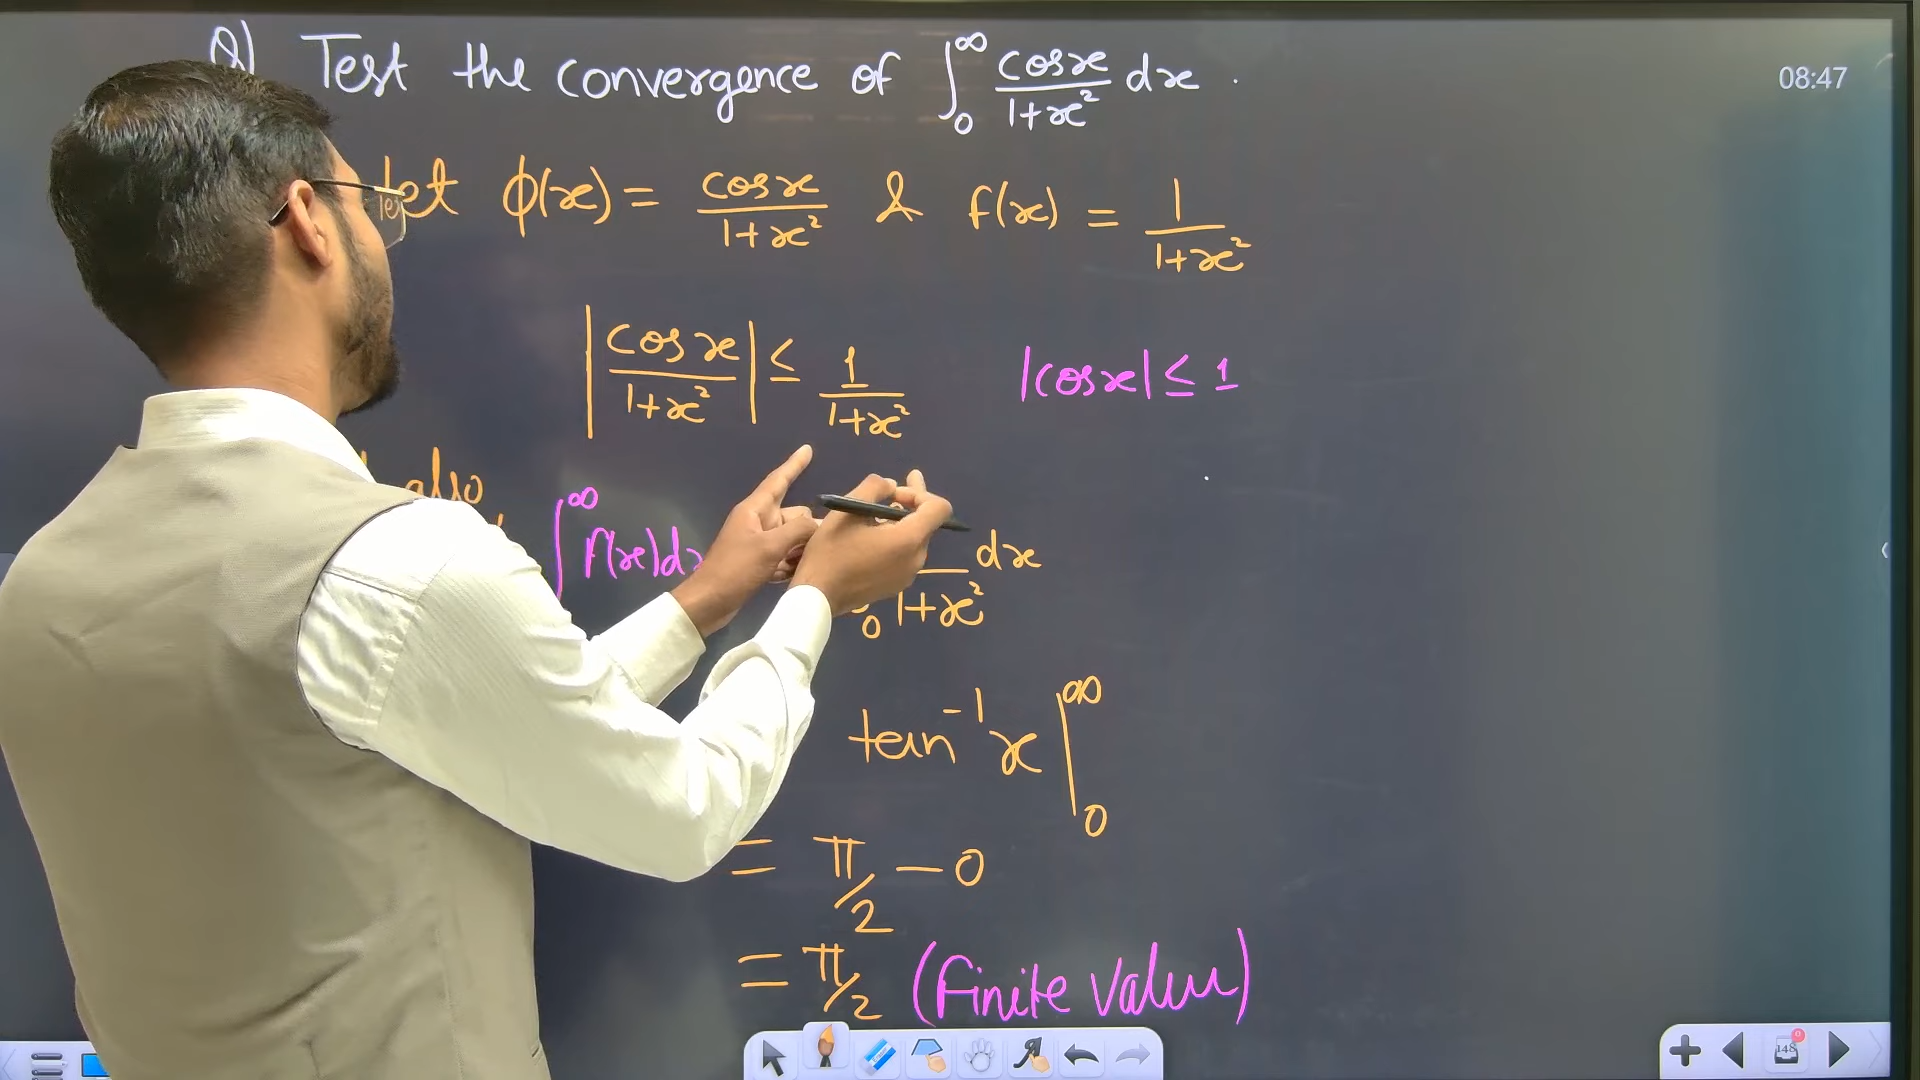 Q) Test the convergence of ∫₀^∞ cosx/(1+x²) dx .
08:47
let φ(x) = cosx/(1+x²) & f(x) = 1/(1+x²)
|cosx/(1+x²)| ≤ 1/(1+x²) |cosx| ≤ 1
also
∫^∞ f(x)dx
₀ 1+x² dx
tan⁻¹x |₀^∞
= π/2 - 0
= π/2 (Finite Value)
148